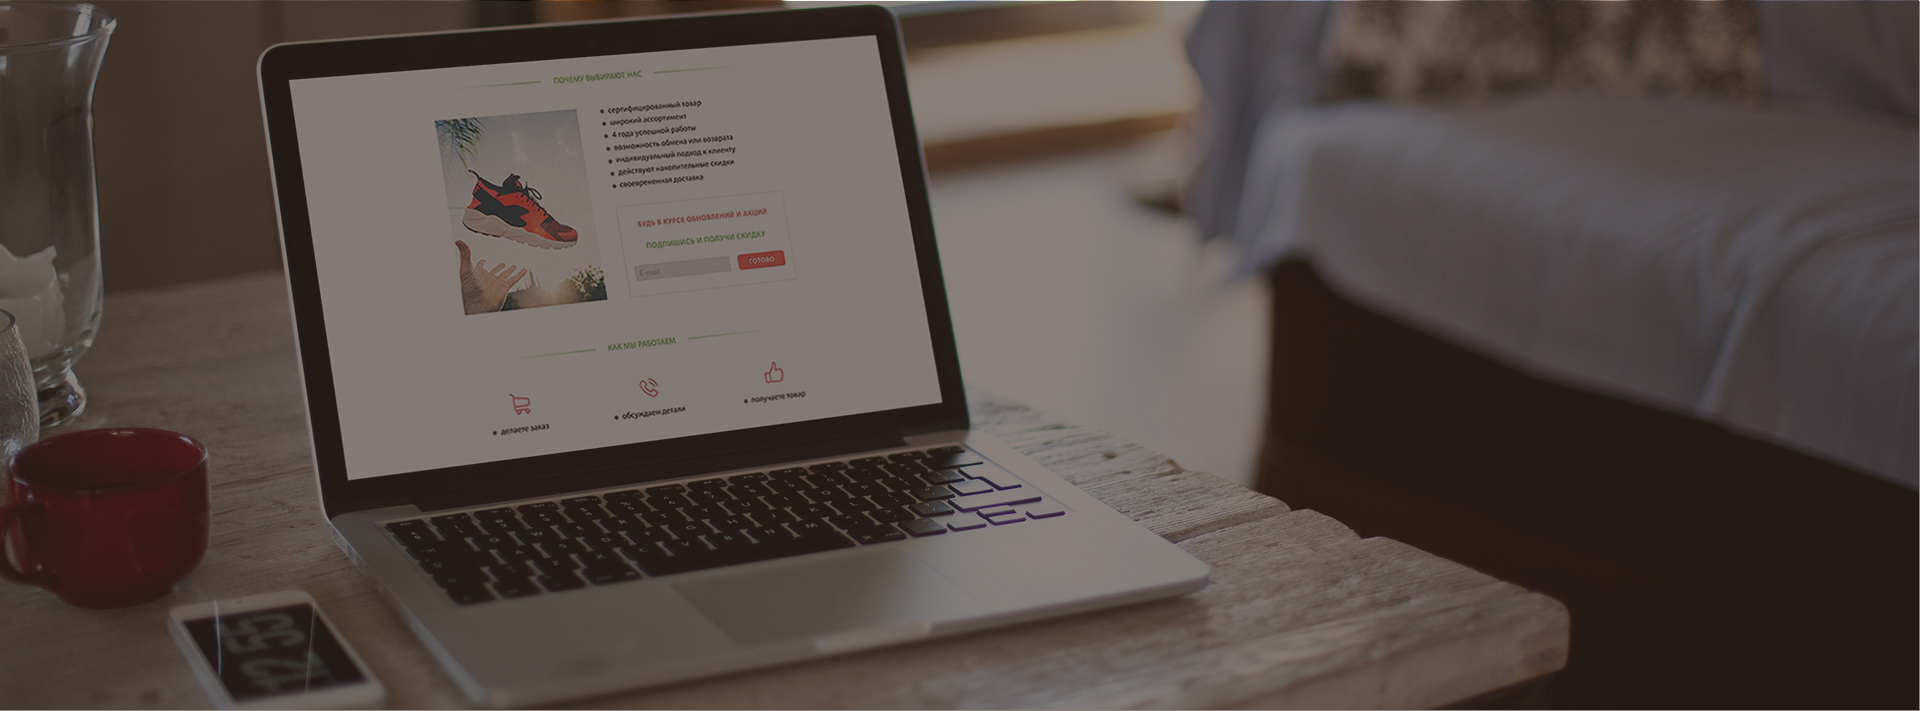 ПОЧЕМУ ВЫБИРАЮТ НАС
• сертифицированный товар
• широкий ассортимент
• 4 года успешной работы
• возможность обмена или возврата
• индивидуальный подход к клиенту
• действуют накопительные скидки
• своевременная доставка
БУДЬ В КУРСЕ ОБНОВЛЕНИЙ И АКЦИЙ
ПОДПИШИСЬ И ПОЛУЧИ СКИДКУ
E-mail
ГОТОВО
КАК МЫ РАБОТАЕМ
• делаете заказ
• обсуждаем детали
• получаете товар
12:55